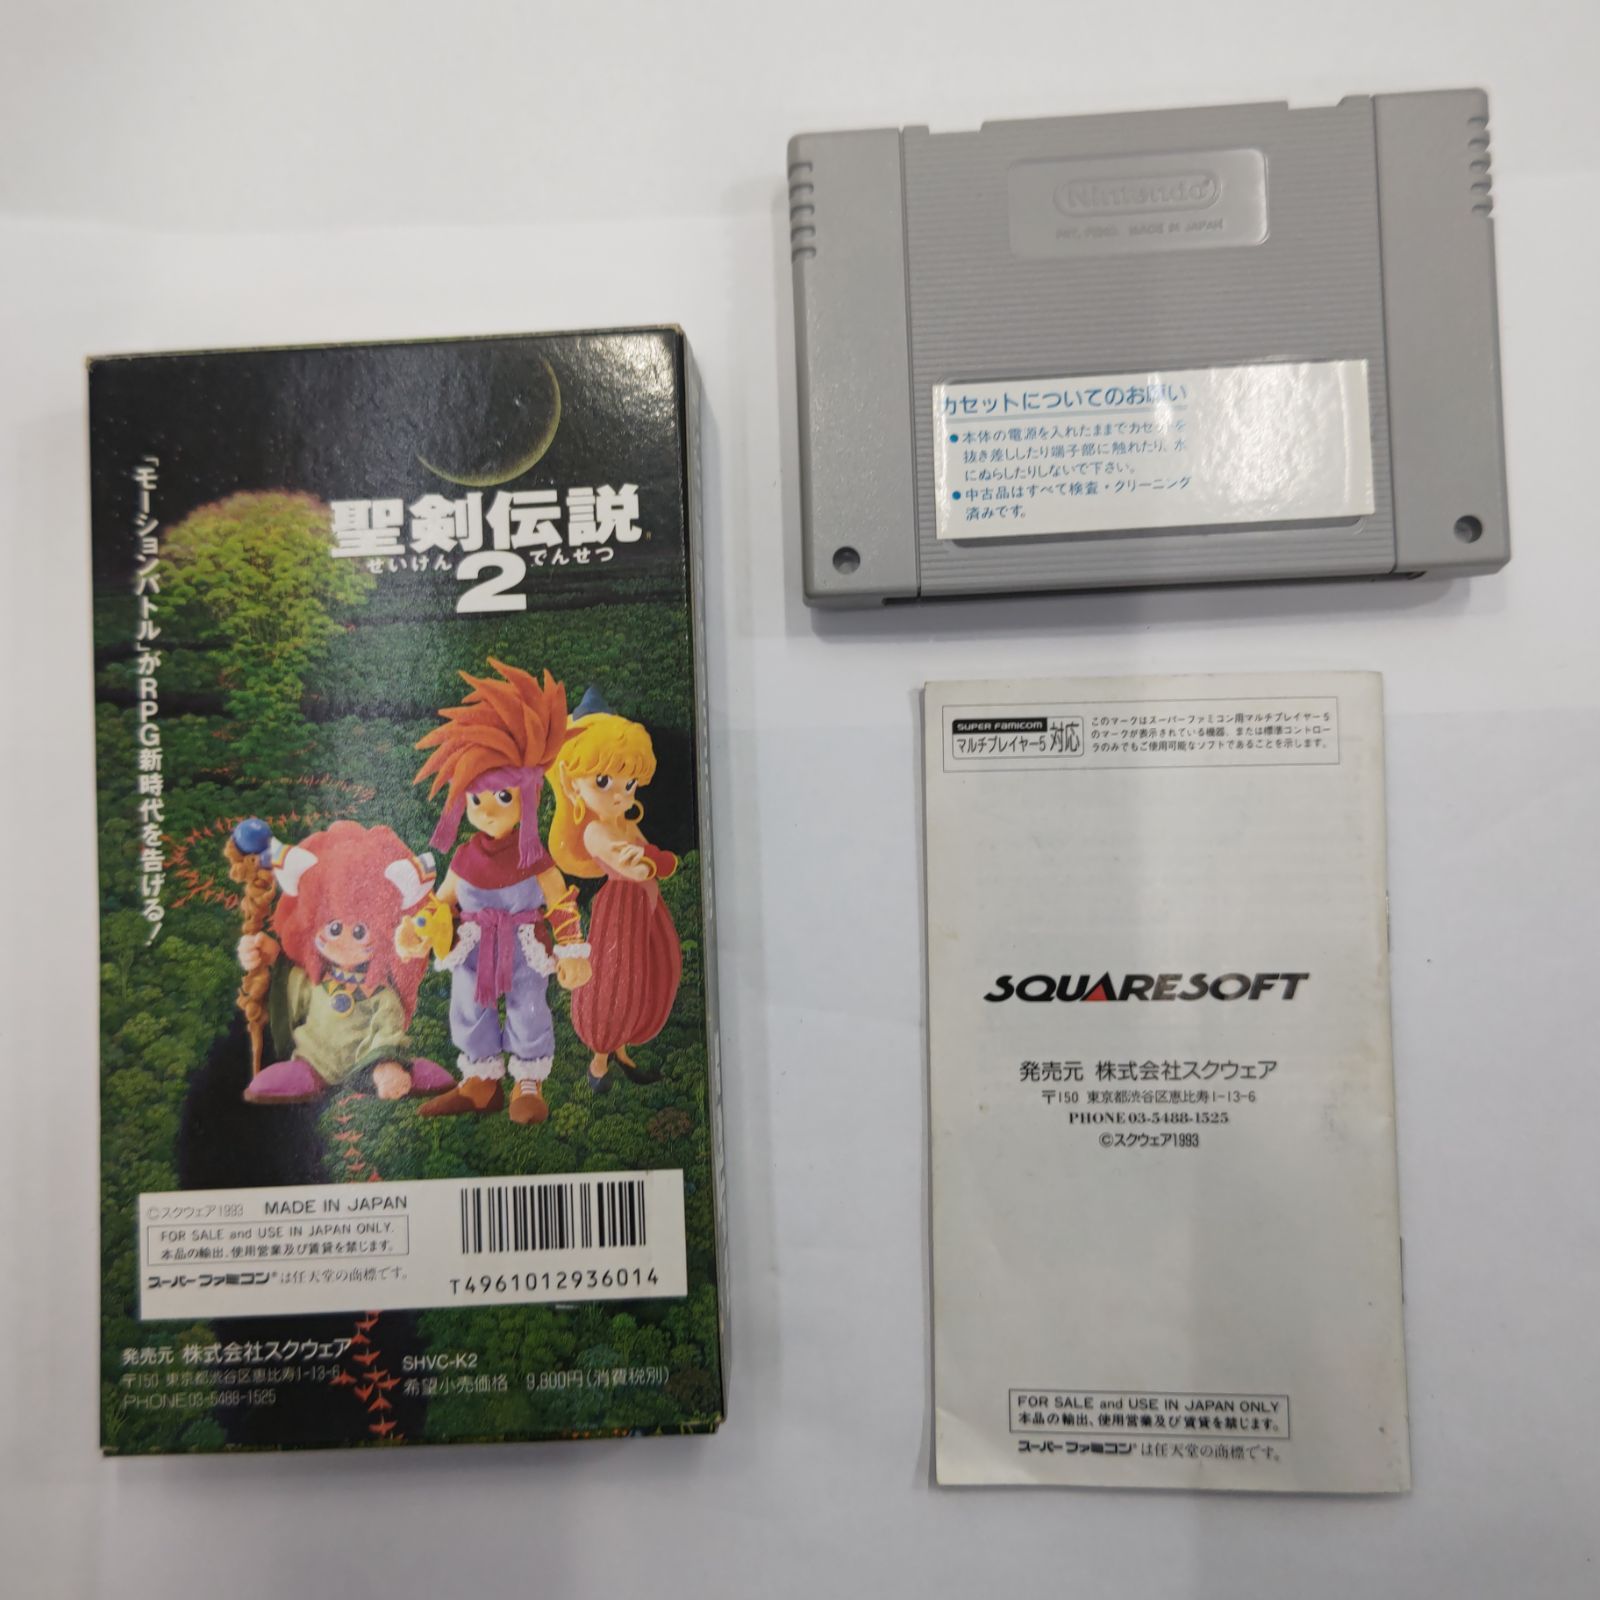 「モーションバトル」がRPG新時代を告げる!
聖剣伝説
せいけん でんせつ
2
©スクウェア1993 MADE IN JAPAN
FOR SALE and USE IN JAPAN ONLY.
本品の輸出、使用営業及び賃貸を禁じます。
スーパーファミコン®は任天堂の商標です。
T4961012936014
発売元 株式会社スクウェア
〒150 東京都渋谷区恵比寿1-13-6
PHONE 03-5488-1525
SHVC-K2
希望小売価格 9,800円(消費税別)
Nintendo®
PAT. PEND. MADE IN JAPAN
カセットについてのお願い
●本体の電源を入れたままでカセットを
抜き差ししたり端子部に触れたり、水
にぬらしたりしないで下さい。
●中古品はすべて検査・クリーニング
済みです。
SUPER FAMICOM
マルチプレイヤー5 対応
このマークはスーパーファミコン用マルチプレイヤー5
のマークが表示されている機器、または標準コントロー
ラのみでもご使用可能なソフトであることを示します。
SQUARESOFT
発売元 株式会社スクウェア
〒150 東京都渋谷区恵比寿1-13-6
PHONE 03-5488-1525
©スクウェア1993
FOR SALE and USE IN JAPAN ONLY
本品の輸出、使用営業及び賃貸を禁じます。
スーパーファミコン®は任天堂の商標です。